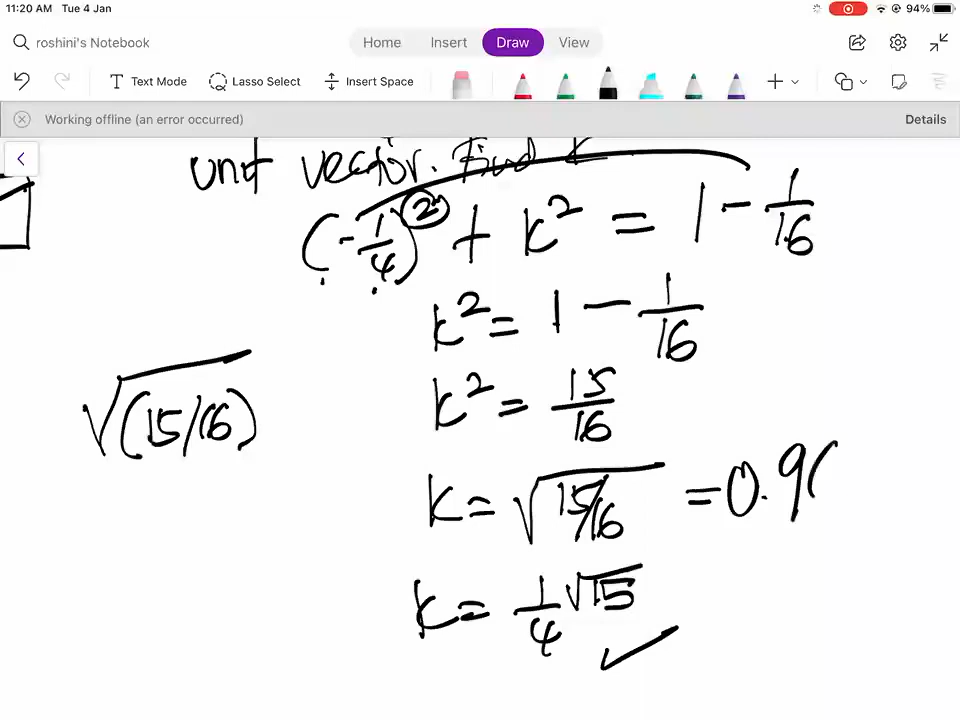 11:20 AM Tue 4 Jan 94%
roshini's Notebook Home Insert Draw View
Text Mode Lasso Select Insert Space
Working offline (an error occurred) Details
unit vector. Find k
(-1/4)² + k² = 1 - 1/16
k² = 1 - 1/16
k² = 15/16
√(15/16)
k = √15/16 = 0.9(
k = 1/4 √15 ✓